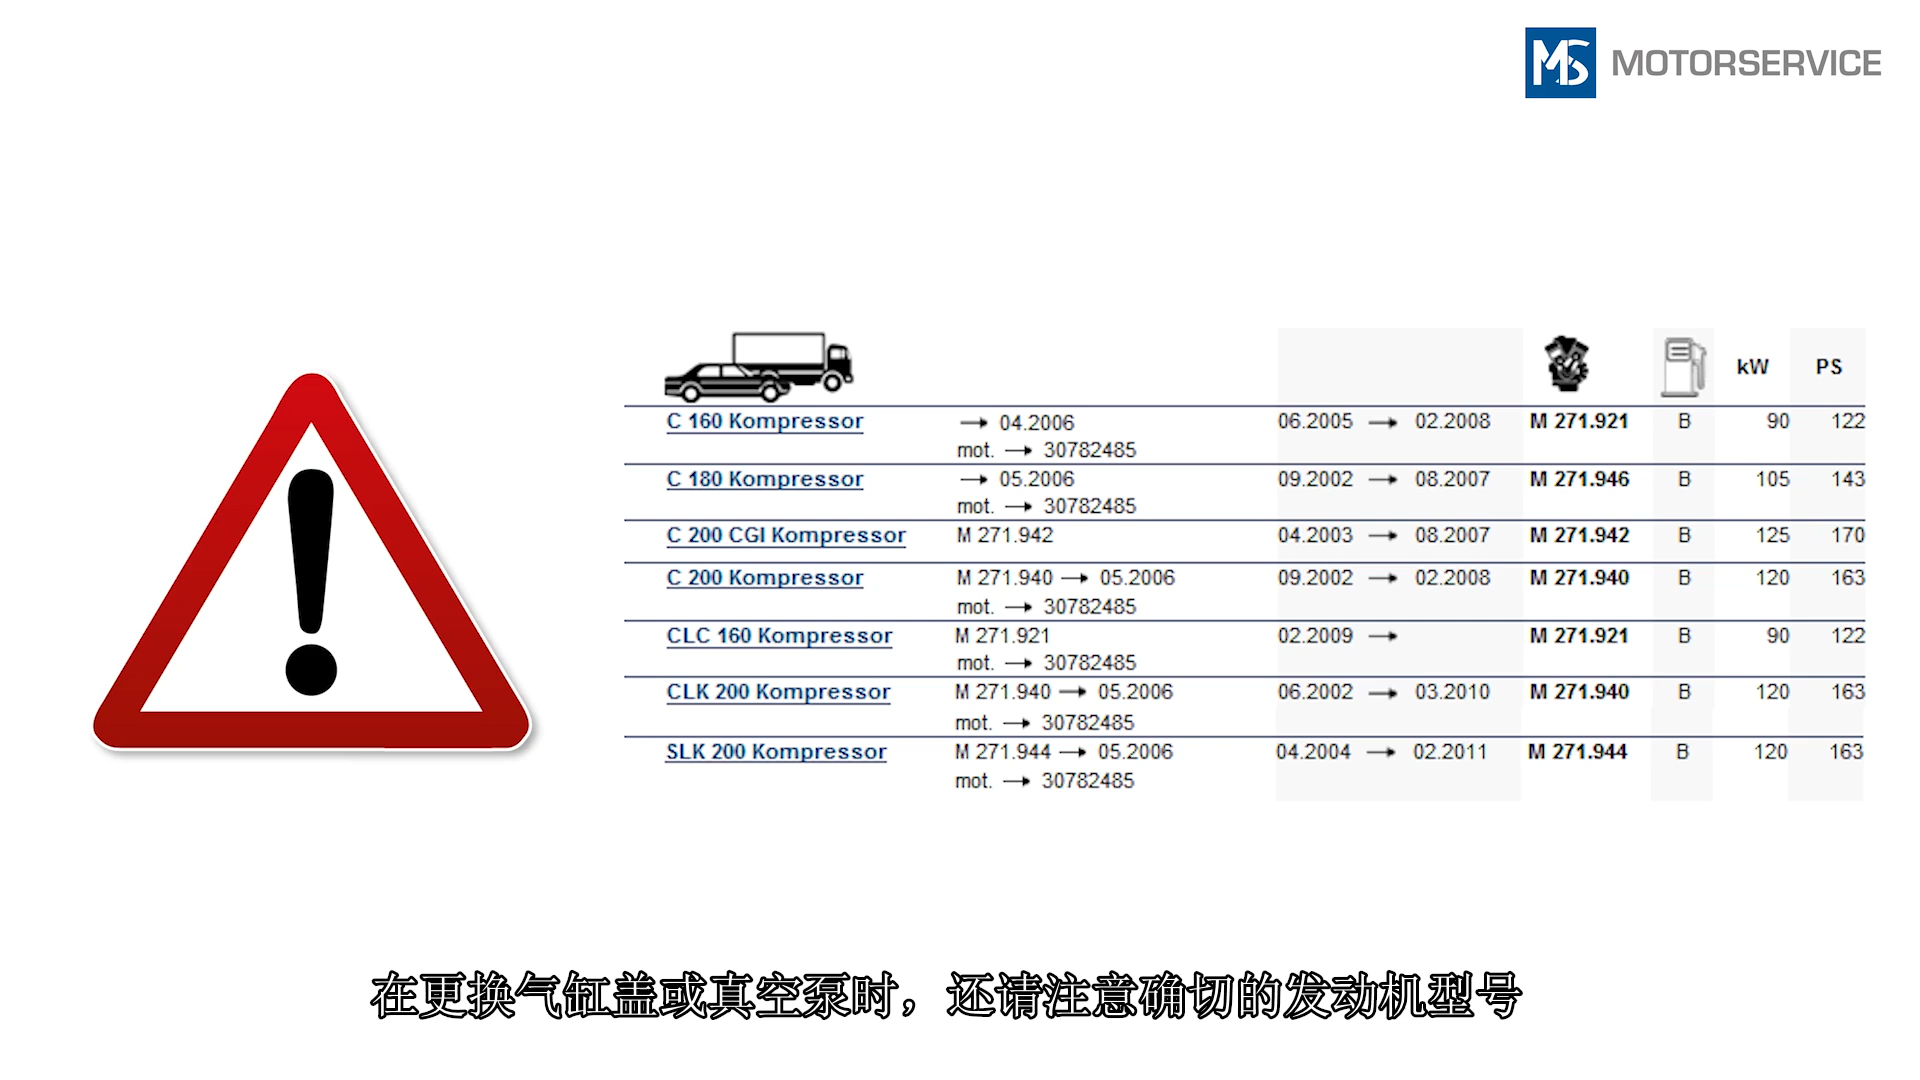 MS MOTORSERVICE
kW PS
C 160 Kompressor → 04.2006 06.2005 → 02.2008 M 271.921 B 90 122
mot. → 30782485
C 180 Kompressor → 05.2006 09.2002 → 08.2007 M 271.946 B 105 143
mot. → 30782485
C 200 CGI Kompressor M 271.942 04.2003 → 08.2007 M 271.942 B 125 170
C 200 Kompressor M 271.940 → 05.2006 09.2002 → 02.2008 M 271.940 B 120 163
mot. → 30782485
CLC 160 Kompressor M 271.921 02.2009 → M 271.921 B 90 122
mot. → 30782485
CLK 200 Kompressor M 271.940 → 05.2006 06.2002 → 03.2010 M 271.940 B 120 163
mot. → 30782485
SLK 200 Kompressor M 271.944 → 05.2006 04.2004 → 02.2011 M 271.944 B 120 163
mot. → 30782485
在更换气缸盖或真空泵时，还请注意确切的发动机型号